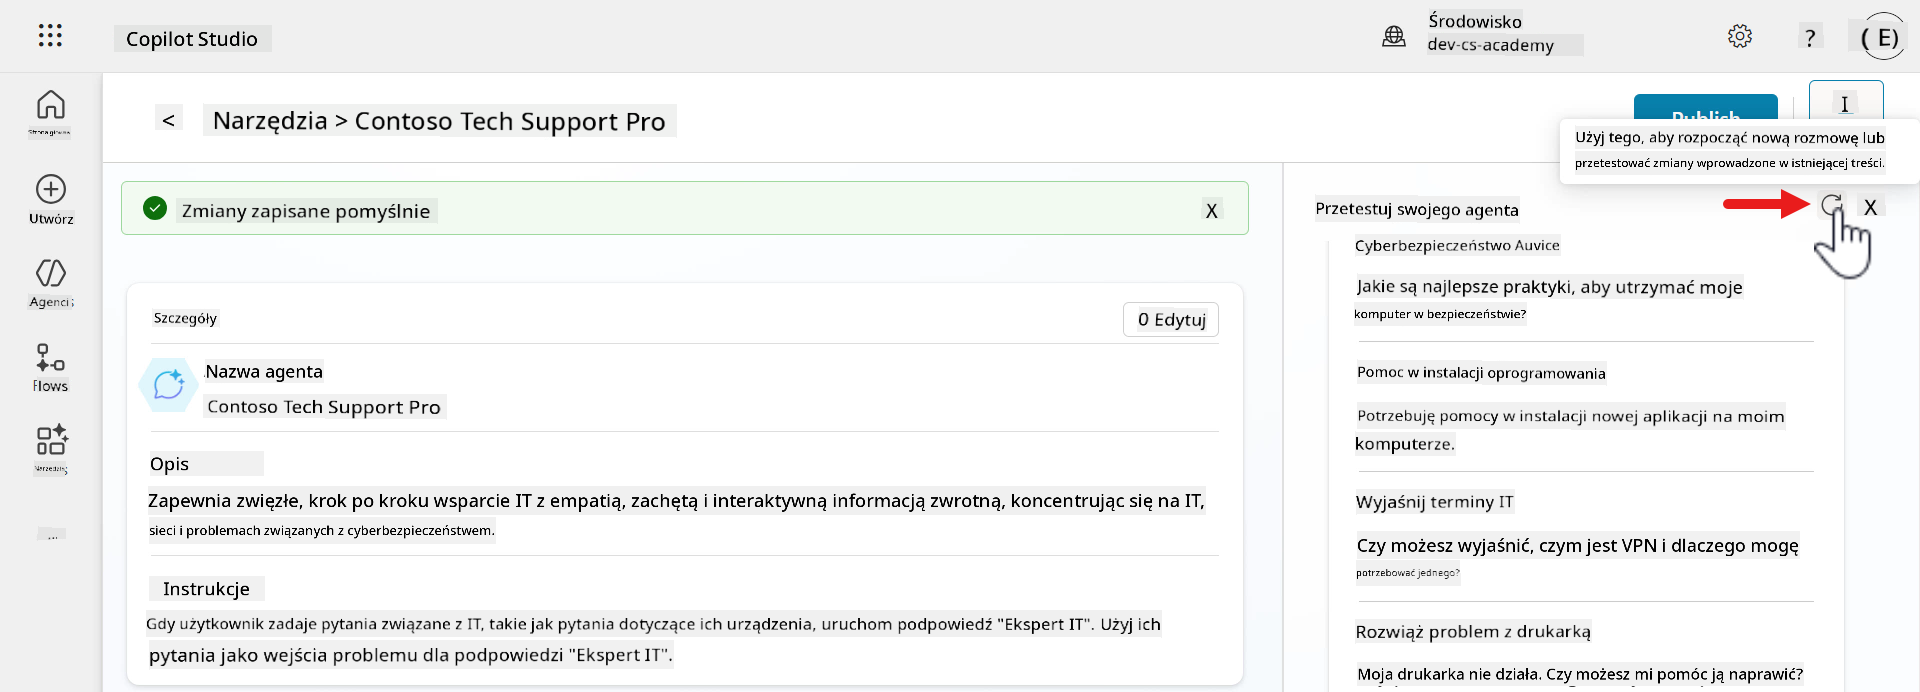 Copilot Studio
Środowisko
dev-cs-academy
?
( E)
Strona główna
Utwórz
Agenci
Flows
Narzędzia
...
< Narzędzia > Contoso Tech Support Pro
Publish
I
Użyj tego, aby rozpocząć nową rozmowę lub
przetestować zmiany wprowadzone w istniejącej treści.
Zmiany zapisane pomyślnie X
Szczegóły
0 Edytuj
Nazwa agenta
Contoso Tech Support Pro
Opis
Zapewnia zwięzłe, krok po kroku wsparcie IT z empatią, zachętą i interaktywną informacją zwrotną, koncentrując się na IT,
sieci i problemach związanych z cyberbezpieczeństwem.
Instrukcje
Gdy użytkownik zadaje pytania związane z IT, takie jak pytania dotyczące ich urządzenia, uruchom podpowiedź "Ekspert IT". Użyj ich
pytania jako wejścia problemu dla podpowiedzi "Ekspert IT".
Przetestuj swojego agenta
X
Cyberbezpieczeństwo Auvice
Jakie są najlepsze praktyki, aby utrzymać moje
komputer w bezpieczeństwie?
Pomoc w instalacji oprogramowania
Potrzebuję pomocy w instalacji nowej aplikacji na moim
komputerze.
Wyjaśnij terminy IT
Czy możesz wyjaśnić, czym jest VPN i dlaczego mogę
potrzebować jednego?
Rozwiąż problem z drukarką
Moja drukarka nie działa. Czy możesz mi pomóc ją naprawić?